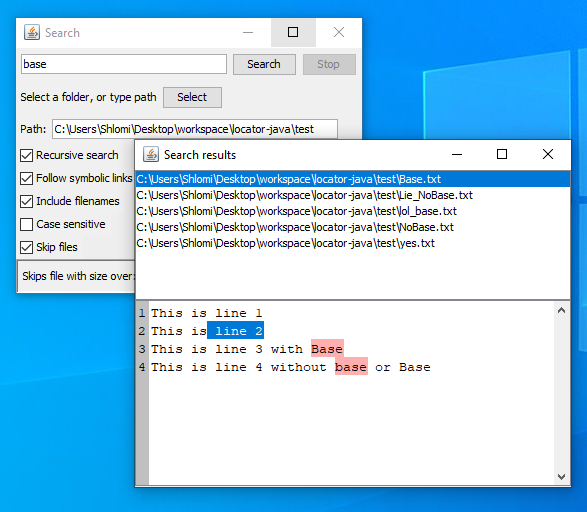 Search
base
Search Stop
Select a folder, or type path Select
Path: C:\Users\Shlomi\Desktop\workspace\locator-java\test
Recursive search
Follow symbolic links
Include filenames
Case sensitive
Skip files
Skips file with size over:
Search results
C:\Users\Shlomi\Desktop\workspace\locator-java\test\Base.txt
C:\Users\Shlomi\Desktop\workspace\locator-java\test\Lie_NoBase.txt
C:\Users\Shlomi\Desktop\workspace\locator-java\test\lol_base.txt
C:\Users\Shlomi\Desktop\workspace\locator-java\test\NoBase.txt
C:\Users\Shlomi\Desktop\workspace\locator-java\test\yes.txt
1 This is line 1
2 This is line 2
3 This is line 3 with Base
4 This is line 4 without base or Base